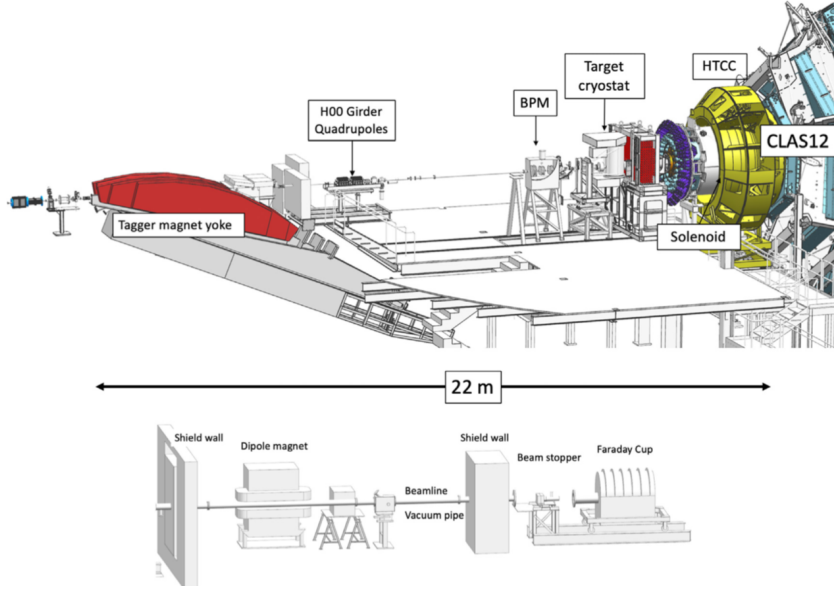 HTCC
Target
cryostat
BPM
H00 Girder
Quadrupoles
CLAS12
Tagger magnet yoke
Solenoid
22 m
Shield wall
Dipole magnet
Shield wall
Beam stopper
Faraday Cup
Beamline
Vacuum pipe